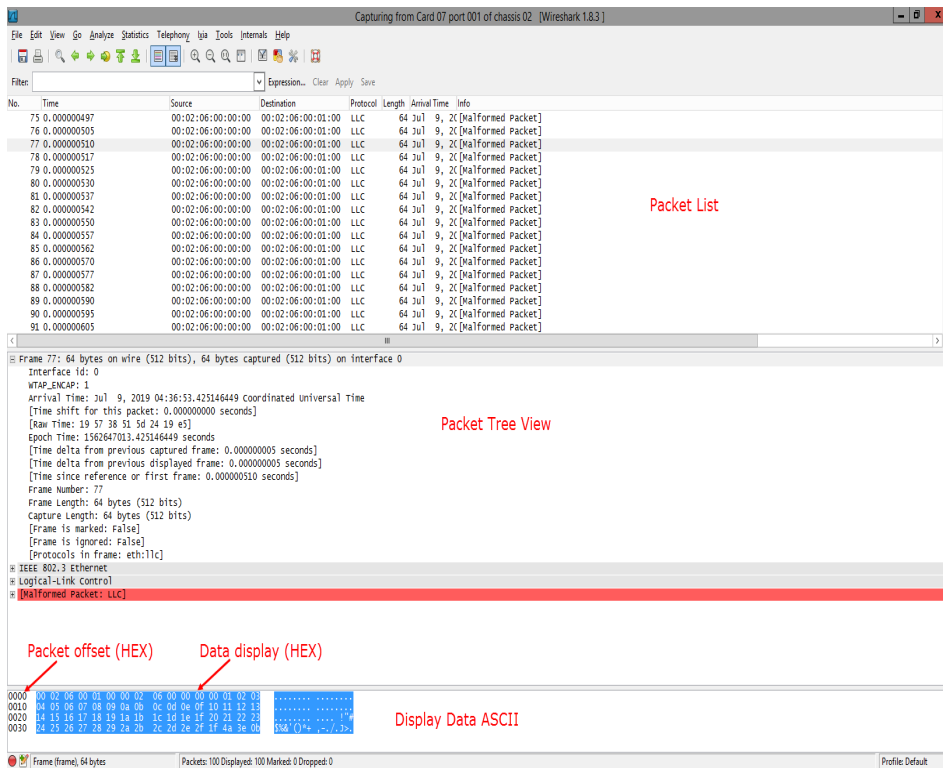 Capturing from Card 07 port 001 of chassis 02 [Wireshark 1.8.3 ]
File Edit View Go Analyze Statistics Telephony Ixia Tools Internals Help
Filter: Expression... Clear Apply Save
No. Time Source Destination Protocol Length Arrival Time Info
75 0.000000497 00:02:06:00:00:00 00:02:06:00:01:00 LLC 64 Jul 9, 20 [Malformed Packet]
76 0.000000505 00:02:06:00:00:00 00:02:06:00:01:00 LLC 64 Jul 9, 20 [Malformed Packet]
77 0.000000510 00:02:06:00:00:00 00:02:06:00:01:00 LLC 64 Jul 9, 20 [Malformed Packet]
78 0.000000517 00:02:06:00:00:00 00:02:06:00:01:00 LLC 64 Jul 9, 20 [Malformed Packet]
79 0.000000525 00:02:06:00:00:00 00:02:06:00:01:00 LLC 64 Jul 9, 20 [Malformed Packet]
80 0.000000530 00:02:06:00:00:00 00:02:06:00:01:00 LLC 64 Jul 9, 20 [Malformed Packet]
81 0.000000537 00:02:06:00:00:00 00:02:06:00:01:00 LLC 64 Jul 9, 20 [Malformed Packet]
82 0.000000542 00:02:06:00:00:00 00:02:06:00:01:00 LLC 64 Jul 9, 20 [Malformed Packet]
83 0.000000550 00:02:06:00:00:00 00:02:06:00:01:00 LLC 64 Jul 9, 20 [Malformed Packet]
84 0.000000557 00:02:06:00:00:00 00:02:06:00:01:00 LLC 64 Jul 9, 20 [Malformed Packet]
85 0.000000562 00:02:06:00:00:00 00:02:06:00:01:00 LLC 64 Jul 9, 20 [Malformed Packet]
86 0.000000570 00:02:06:00:00:00 00:02:06:00:01:00 LLC 64 Jul 9, 20 [Malformed Packet]
87 0.000000577 00:02:06:00:00:00 00:02:06:00:01:00 LLC 64 Jul 9, 20 [Malformed Packet]
88 0.000000582 00:02:06:00:00:00 00:02:06:00:01:00 LLC 64 Jul 9, 20 [Malformed Packet]
89 0.000000590 00:02:06:00:00:00 00:02:06:00:01:00 LLC 64 Jul 9, 20 [Malformed Packet]
90 0.000000595 00:02:06:00:00:00 00:02:06:00:01:00 LLC 64 Jul 9, 20 [Malformed Packet]
91 0.000000605 00:02:06:00:00:00 00:02:06:00:01:00 LLC 64 Jul 9, 20 [Malformed Packet]
Packet List
Frame 77: 64 bytes on wire (512 bits), 64 bytes captured (512 bits) on interface 0
Interface id: 0
WTAP_ENCAP: 1
Arrival Time: Jul 9, 2019 04:36:53.425146449 Coordinated Universal Time
[Time shift for this packet: 0.000000000 seconds]
[Raw Time: 19 57 38 51 5d 24 19 e5]
Epoch Time: 1562647013.425146449 seconds
[Time delta from previous captured frame: 0.000000005 seconds]
[Time delta from previous displayed frame: 0.000000005 seconds]
[Time since reference or first frame: 0.000000510 seconds]
Frame Number: 77
Frame Length: 64 bytes (512 bits)
Capture Length: 64 bytes (512 bits)
[Frame is marked: False]
[Frame is ignored: False]
[Protocols in frame: eth:llc]
IEEE 802.3 Ethernet
Logical-Link Control
[Malformed Packet: LLC]
Packet Tree View
Packet offset (HEX)
Data display (HEX)
0000 00 02 06 00 01 00 00 02 06 00 00 00 00 01 02 03 ........ ........
0010 04 05 06 07 08 09 0a 0b 0c 0d 0e 0f 10 11 12 13 ........ ........
0020 14 15 16 17 18 19 1a 1b 1c 1d 1e 1f 20 21 22 23 ........ .... !"#
0030 24 25 26 27 28 29 2a 2b 2c 2d 2e 2f 1f 4a 3e 0b $%&'()*+ ,-./.J>.
Display Data ASCII
Frame (frame), 64 bytes
Packets: 100 Displayed: 100 Marked: 0 Dropped: 0
Profile: Default